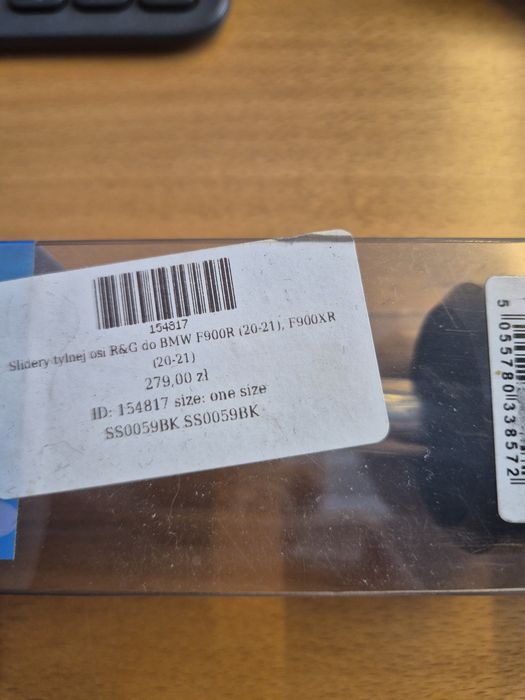 154817
Slidery tylnej osi R&G do BMW F900R (20-21), F900XR
(20-21)
279,00 zł
ID: 154817 size: one size
SS0059BK SS0059BK
5 055780 338572